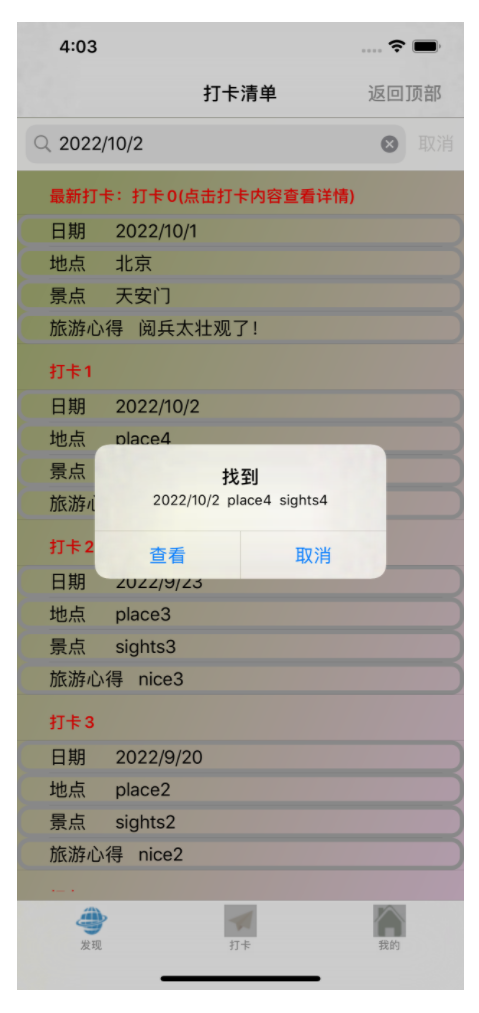 4:03
打卡清单
返回顶部
2022/10/2
取消
最新打卡：打卡0(点击打卡内容查看详情)
日期 2022/10/1
地点 北京
景点 天安门
旅游心得 阅兵太壮观了！
打卡1
日期 2022/10/2
地点 place4
景点
旅游心
找到
2022/10/2 place4 sights4
查看
取消
打卡2
日期 2022/9/23
地点 place3
景点 sights3
旅游心得 nice3
打卡3
日期 2022/9/20
地点 place2
景点 sights2
旅游心得 nice2
发现
打卡
我的